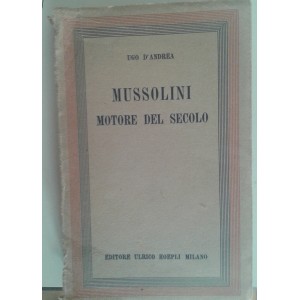 UGO D'ANDREA
MUSSOLINI
MOTORE DEL SECOLO
EDITORE ULRICO HOEPLI MILANO